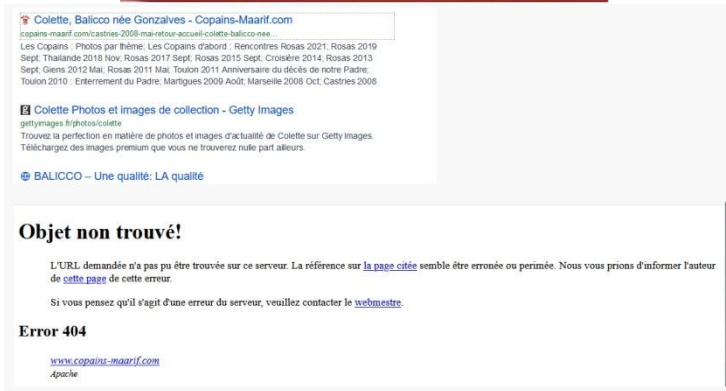 Colette, Balicco née Gonzalves - Copains-Maarif.com
copains-maarif.com/castries-2008-mai-retour-accueil-colette-balicco-nee...
Les Copains : Photos par thème; Les Copains d'abord : Rencontres Rosas 2021; Rosas 2019
Sept; Thailande 2018 Nov; Rosas 2017 Sept; Rosas 2015 Sept; Croisière 2014; Rosas 2013
Sept; Giens 2012 Mai; Rosas 2011 Mai; Toulon 2011 Anniversaire du décès de notre Padre;
Toulon 2010 : Enterrement du Padre; Martigues 2009 Août; Marseille 2008 Oct; Castries 2008
Colette Photos et images de collection - Getty Images
gettyimages.fr/photos/colette
Trouvez la perfection en matière de photos et images d'actualité de Colette sur Getty Images.
Téléchargez des images premium que vous ne trouverez nulle part ailleurs.
BALICCO – Une qualité: LA qualité
Objet non trouvé!
L'URL demandée n'a pas pu être trouvée sur ce serveur. La référence sur la page citée semble être erronée ou perimée. Nous vous prions d'informer l'auteur
de cette page de cette erreur.
Si vous pensez qu'il s'agit d'une erreur du serveur, veuillez contacter le webmestre.
Error 404
www.copains-maarif.com
Apache